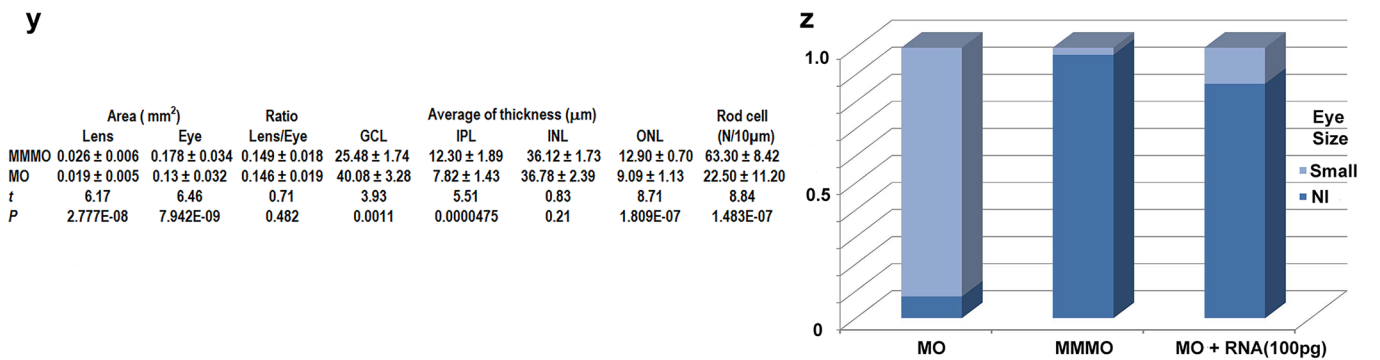 y
Area ( mm²) Ratio Average of thickness (μm) Rod cell
Lens Eye Lens/Eye GCL IPL INL ONL (N/10μm)
MMMO 0.026 ± 0.006 0.178 ± 0.034 0.149 ± 0.018 25.48 ± 1.74 12.30 ± 1.89 36.12 ± 1.73 12.90 ± 0.70 63.30 ± 8.42
MO 0.019 ± 0.005 0.13 ± 0.032 0.146 ± 0.019 40.08 ± 3.28 7.82 ± 1.43 36.78 ± 2.39 9.09 ± 1.13 22.50 ± 11.20
t 6.17 6.46 0.71 3.93 5.51 0.83 8.71 8.84
P 2.777E-08 7.942E-09 0.482 0.0011 0.0000475 0.21 1.809E-07 1.483E-07
z
1.0
0.5
0
MO MMMO MO + RNA(100pg)
Eye
Size
Small
NI